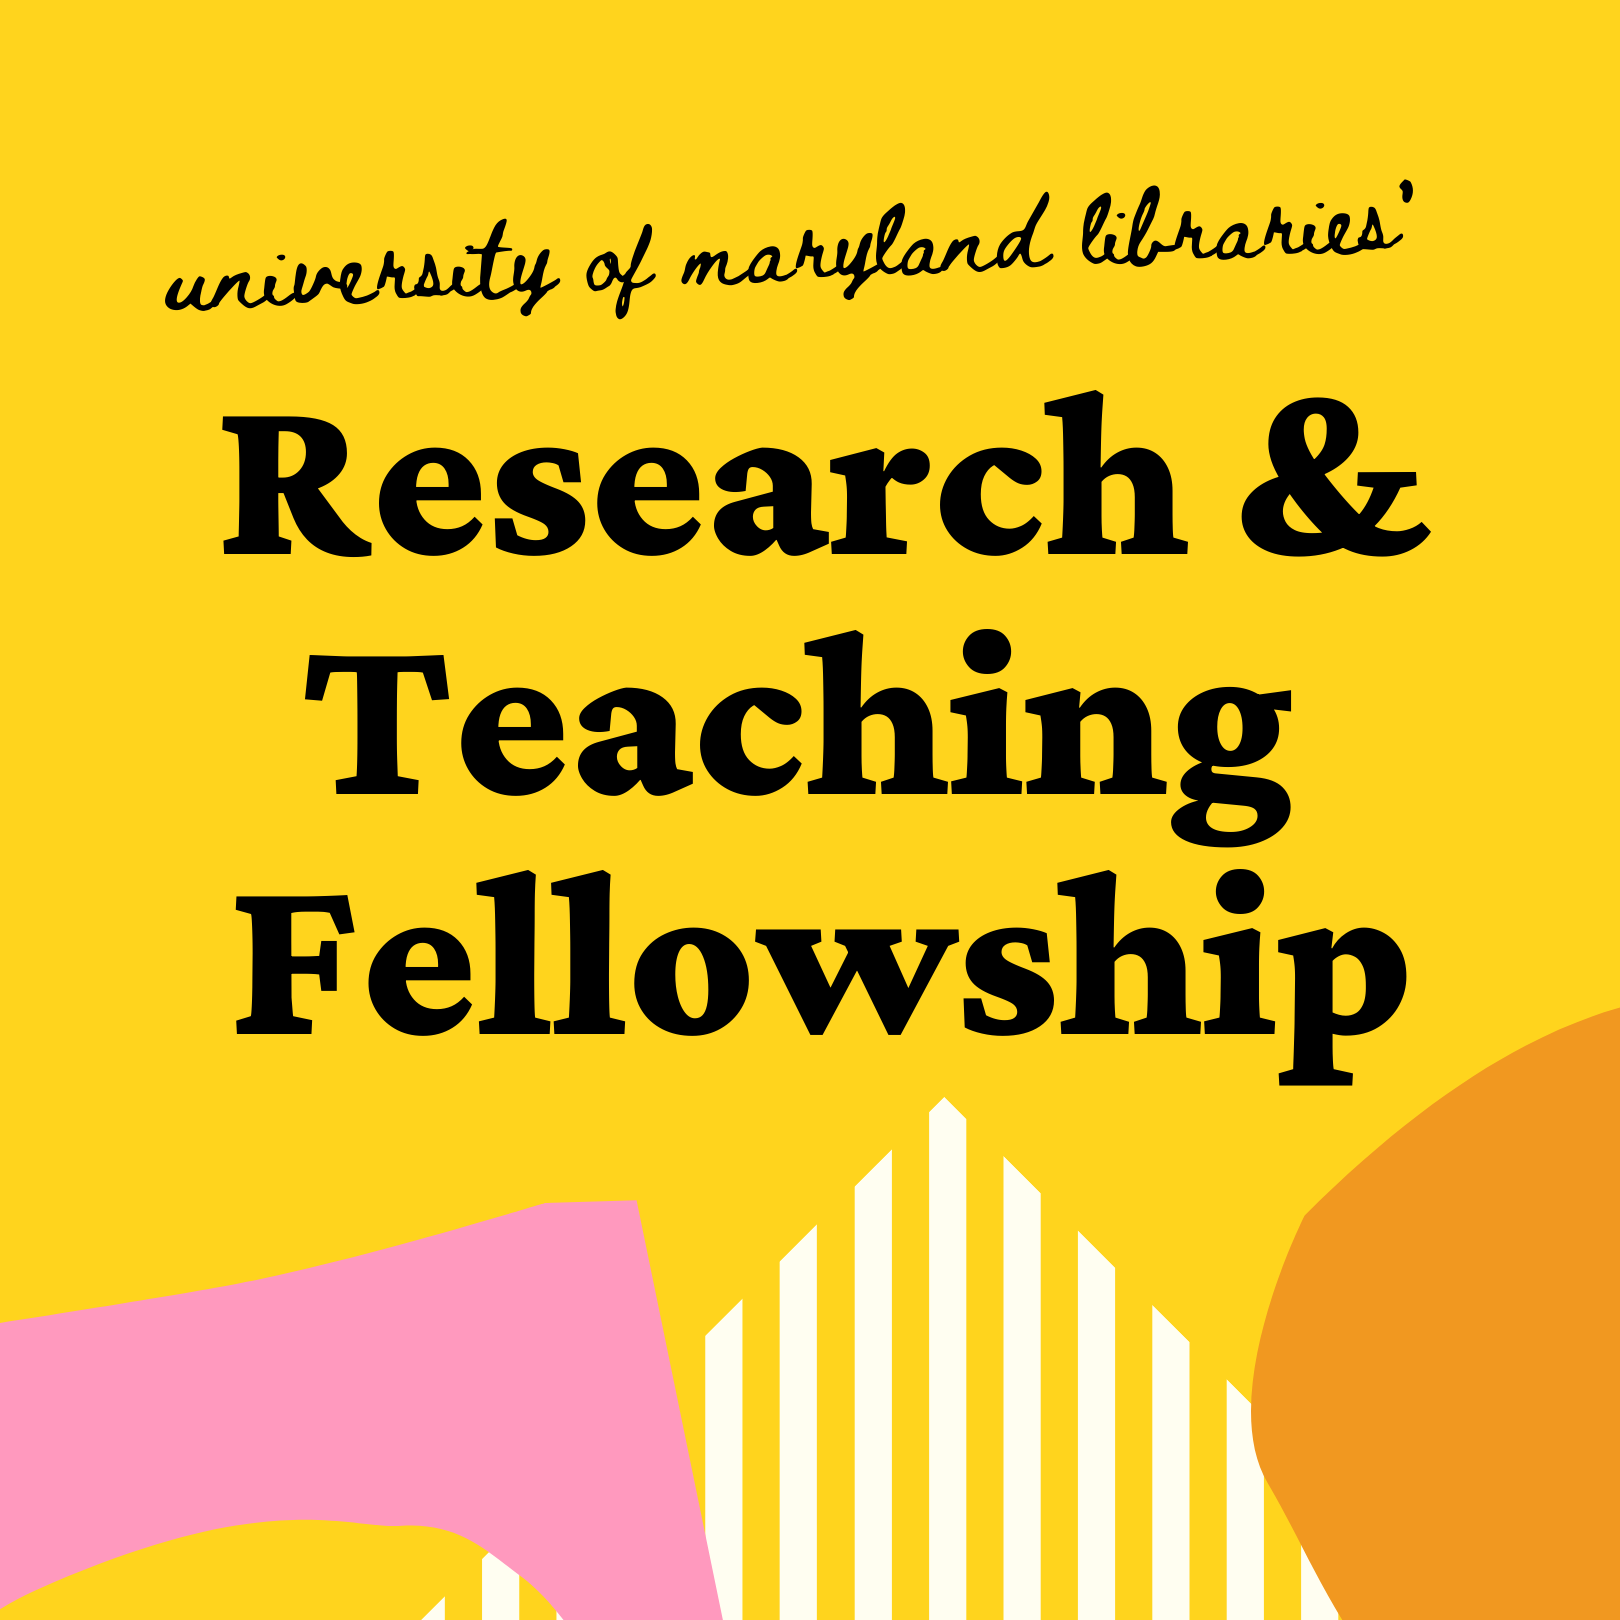 university of maryland libraries'
Research &
Teaching
Fellowship